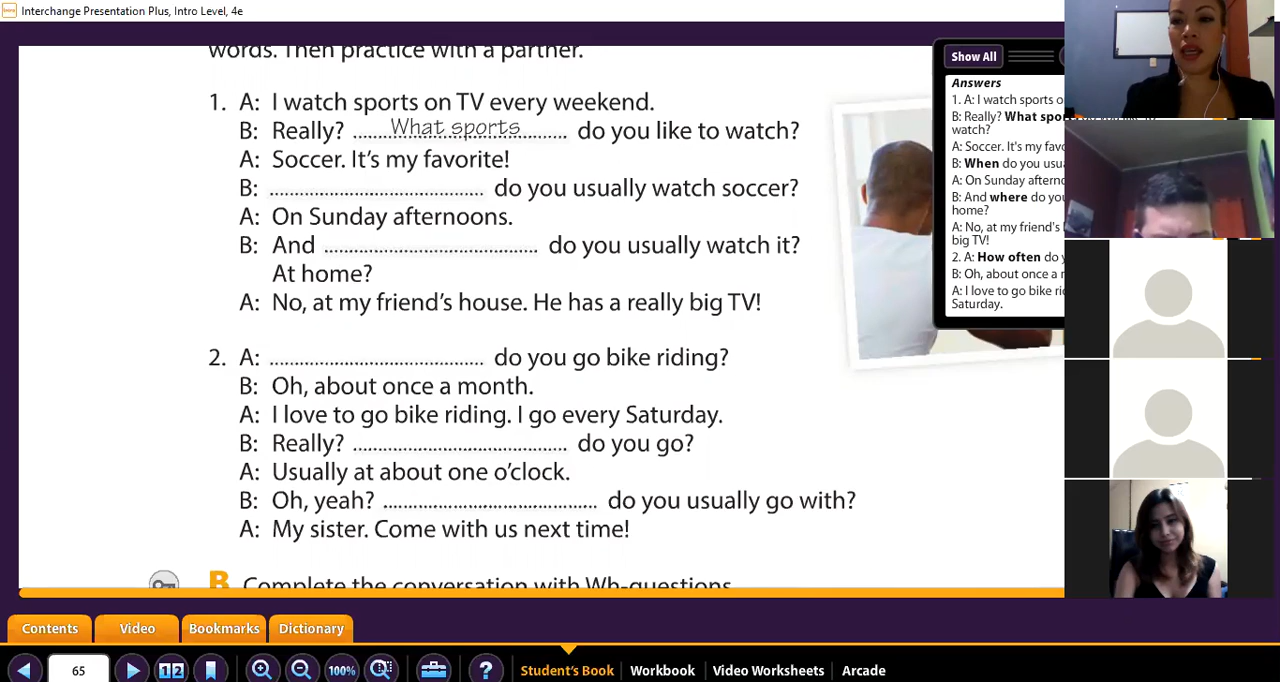 Interchange Presentation Plus, Intro Level, 4e
words. Then practice with a partner.
1. A: I watch sports on TV every weekend.
B: Really? What sports do you like to watch?
A: Soccer. It's my favorite!
B: do you usually watch soccer?
A: On Sunday afternoons.
B: And do you usually watch it?
At home?
A: No, at my friend's house. He has a really big TV!
2. A: do you go bike riding?
B: Oh, about once a month.
A: I love to go bike riding. I go every Saturday.
B: Really? do you go?
A: Usually at about one o'clock.
B: Oh, yeah? do you usually go with?
A: My sister. Come with us next time!
B Complete the conversation with Wh-questions
Show All
Answers
1. A: I watch sports
B: Really? What
watch?
A: Soccer. It's my
B: When do you
A: On Sunday
B: And where do
home?
A: No, at my friend's
big TV!
2. A: How often do
B: Oh, about once a
A: I love to go bike
Saturday.
Contents Video Bookmarks Dictionary
65 12 100% ? Student's Book Workbook Video Worksheets Arcade